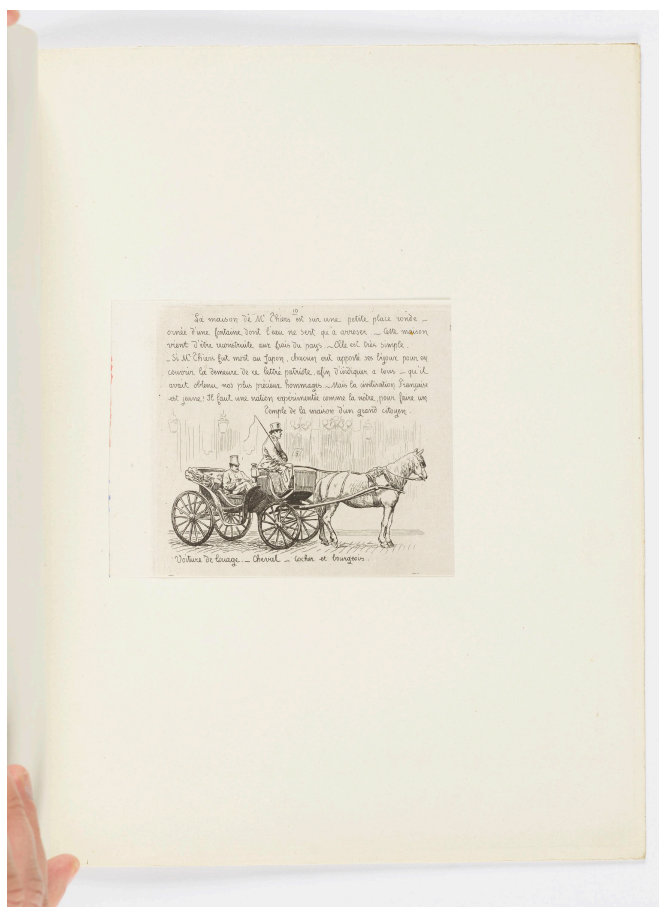 La maison de Mr Thiers est sur une petite place ronde _
ornée d'une fontaine dont l'eau ne sert qu'a arroser. _ Cette maison
vient d'être reconstruite aux frais du pays. _ Elle est très simple.
_ Si Mr Thiers fut mort au Japon, chacun eut apporté ses bijoux pour en
couvrir la demeure de ce lettré patriote, afin d'indiquer a tous _ qu'il
avait obtenu nos plus précieux hommages _ Mais la civilisation Française
est jeune! Il faut une nation expérimentée comme la nôtre, pour faire un
Temple de la maison d'un grand citoyen.
Voiture de louage _ Cheval _ Cocher et bourgeois.